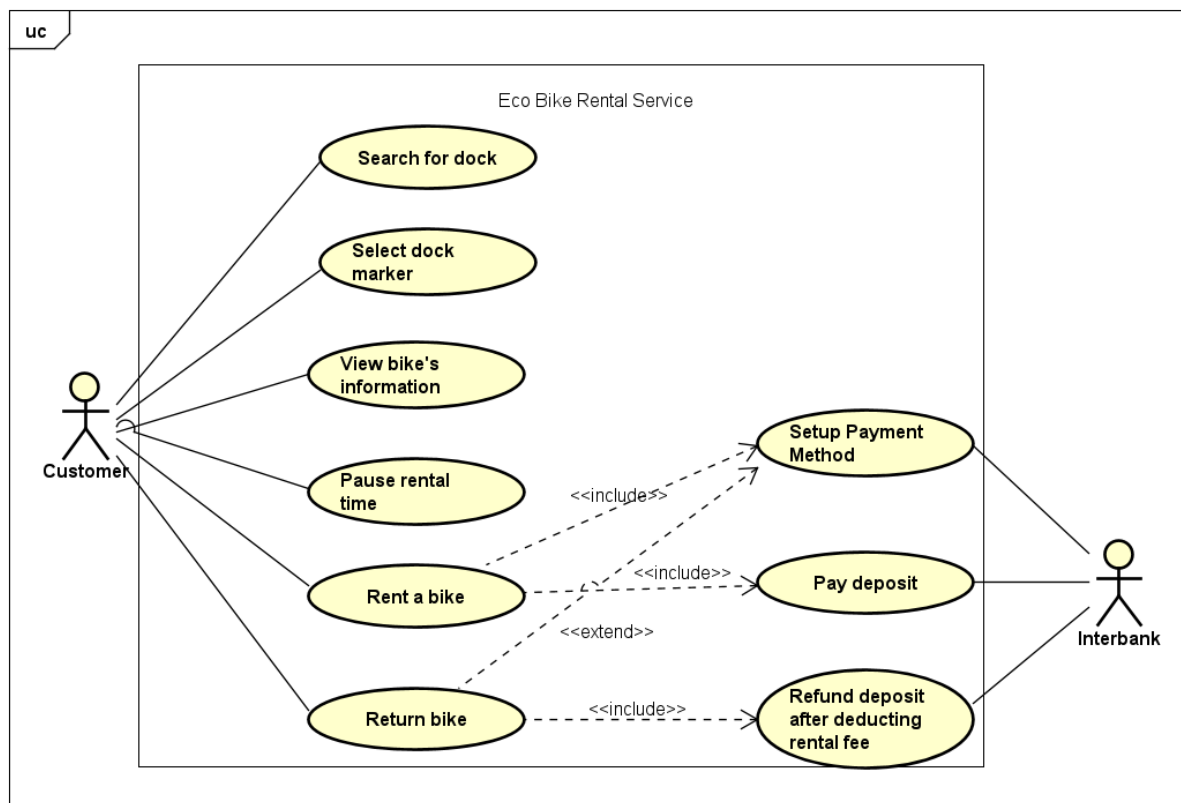 uc
Eco Bike Rental Service
Search for dock
Select dock
marker
View bike's
information
Customer
Pause rental
time
Setup Payment
Method
<<include>>
Rent a bike
<<include>>
Pay deposit
<<extend>>
Interbank
Return bike
<<include>>
Refund deposit
after deducting
rental fee